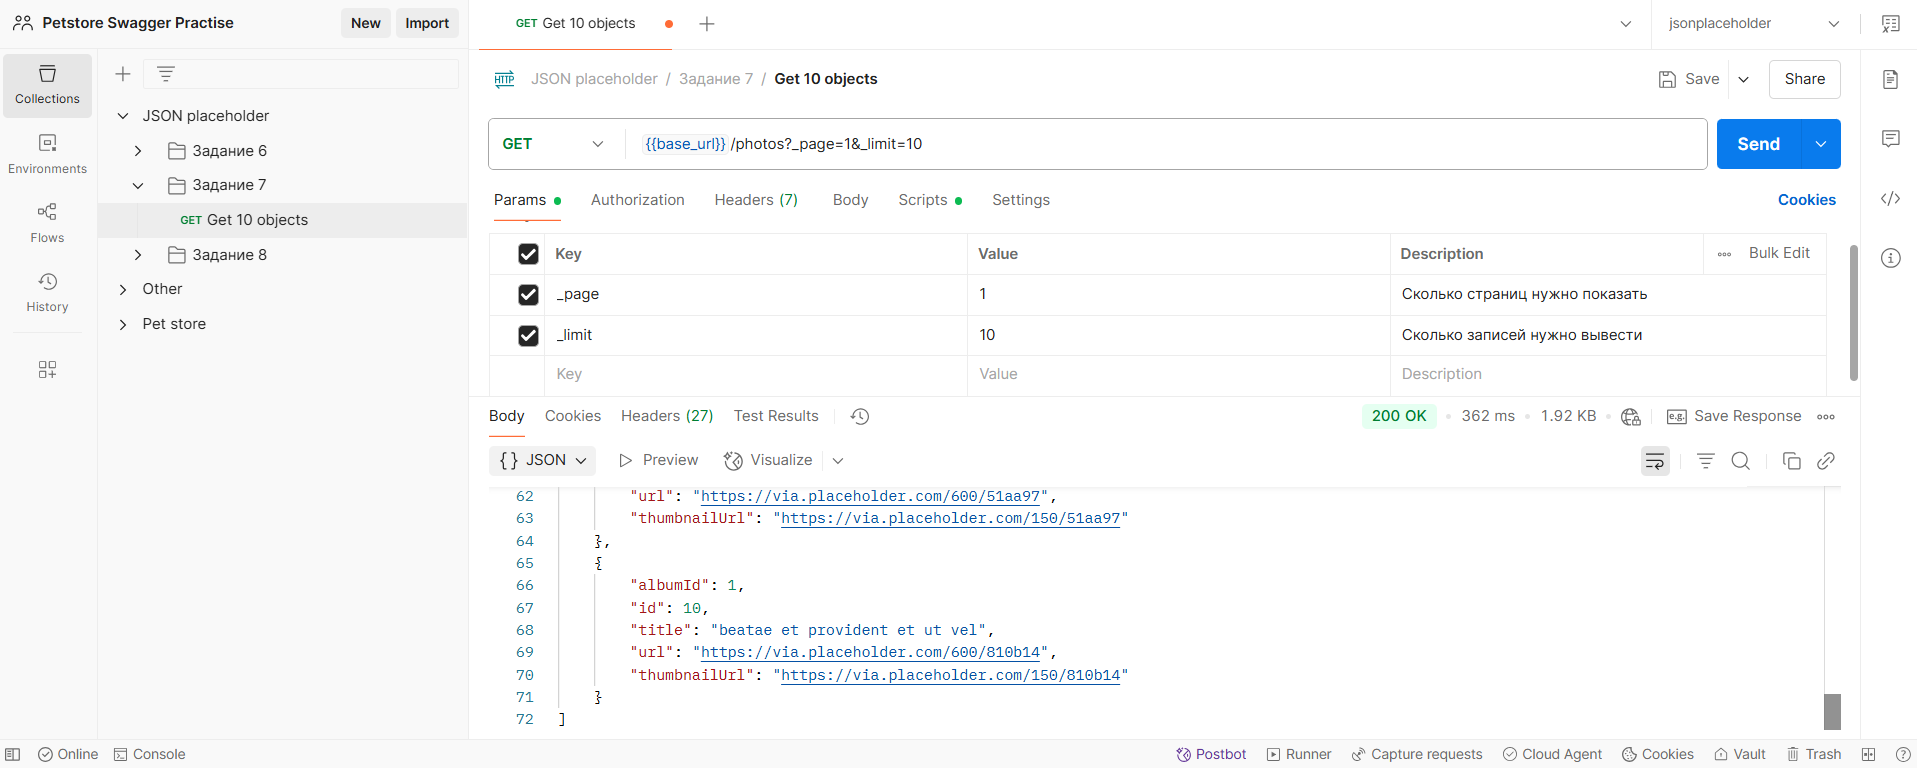 Petstore Swagger Practise
New
Import
GET Get 10 objects
jsonplaceholder
Collections
Environments
Flows
History
JSON placeholder
Задание 6
Задание 7
GET Get 10 objects
Задание 8
Other
Pet store
HTTP JSON placeholder / Задание 7 / Get 10 objects
Save
Share
GET
{{base_url}} /photos?_page=1&_limit=10
Send
Params
Authorization
Headers (7)
Body
Scripts
Settings
Cookies
Key Value Description Bulk Edit
_page 1 Сколько страниц нужно показать
_limit 10 Сколько записей нужно вывести
Key Value Description
Body
Cookies
Headers (27)
Test Results
200 OK
362 ms
1.92 KB
e.g. Save Response
{} JSON
Preview
Visualize
62 "url": "https://via.placeholder.com/600/51aa97",
63 "thumbnailUrl": "https://via.placeholder.com/150/51aa97"
64 },
65 {
66 "albumId": 1,
67 "id": 10,
68 "title": "beatae et provident et ut vel",
69 "url": "https://via.placeholder.com/600/810b14",
70 "thumbnailUrl": "https://via.placeholder.com/150/810b14"
71 }
72 ]
Online
Console
Postbot
Runner
Capture requests
Cloud Agent
Cookies
Vault
Trash